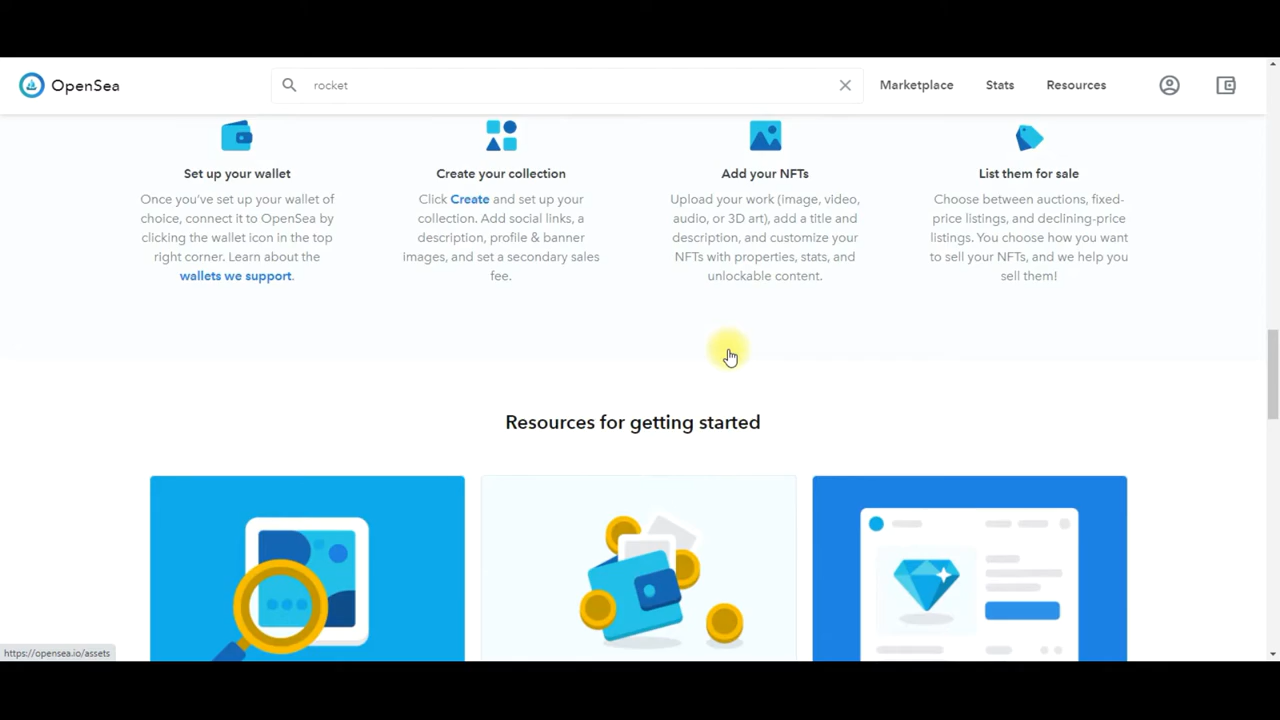 OpenSea
rocket
Marketplace
Stats
Resources
Set up your wallet
Once you've set up your wallet of
choice, connect it to OpenSea by
clicking the wallet icon in the top
right corner. Learn about the
wallets we support.
Create your collection
Click Create and set up your
collection. Add social links, a
description, profile & banner
images, and set a secondary sales
fee.
Add your NFTs
Upload your work (image, video,
audio, or 3D art), add a title and
description, and customize your
NFTs with properties, stats, and
unlockable content.
List them for sale
Choose between auctions, fixed-
price listings, and declining-price
listings. You choose how you want
to sell your NFTs, and we help you
sell them!
Resources for getting started
https://opensea.io/assets